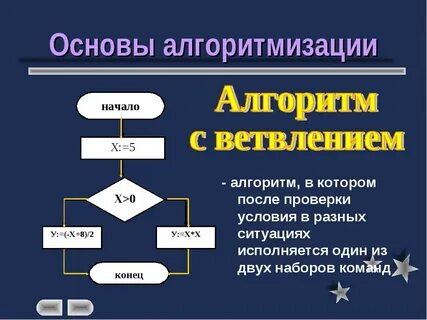 Основы алгоритмизации
начало
X:=5
X>0
У:=(-X+8)/2
У:=X*X
конец
Алгоритм
с ветвлением
- алгоритм, в котором
после проверки
условия в разных
ситуациях
исполняется один из
двух наборов команд